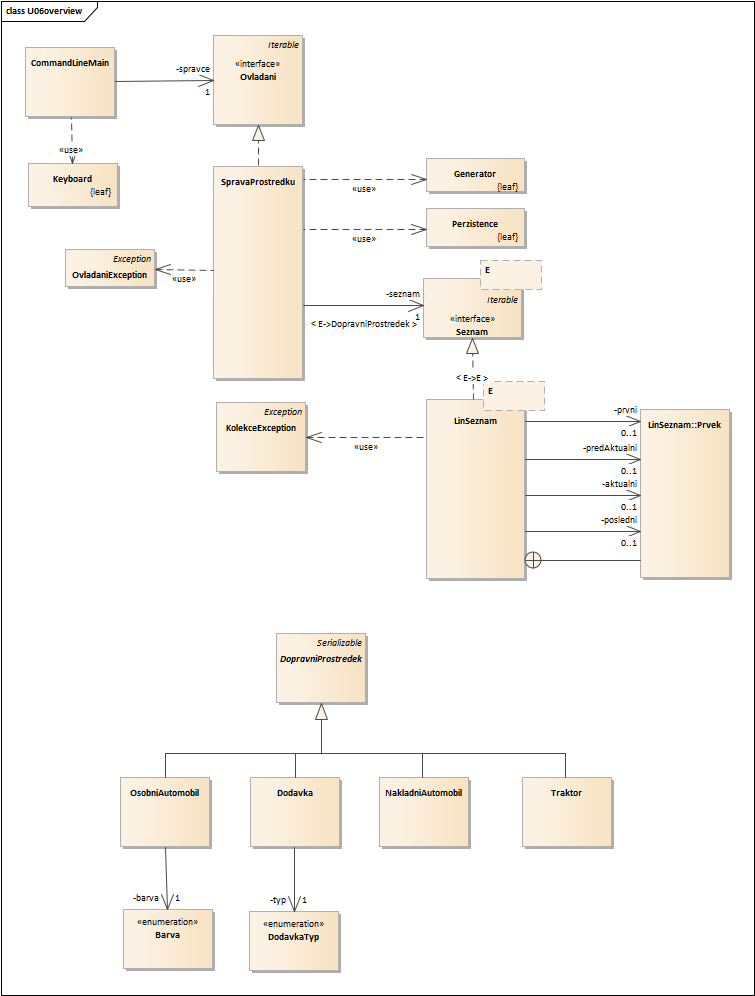 class U06overview
CommandLineMain
-spravce
1
Iterable
«interface»
Ovladani
«use»
Keyboard
{leaf}
SpravaProstredku
«use»
Generator
{leaf}
«use»
Perzistence
{leaf}
Exception
OvladaniException
«use»
-seznam
1
< E->DopravniProstredek >
E
Iterable
«interface»
Seznam
< E->E >
E
Exception
KolekceException
«use»
LinSeznam
-prvni
0..1
-predAktualni
0..1
-aktualni
0..1
-posledni
0..1
LinSeznam::Prvek
Serializable
DopravniProstredek
OsobniAutomobil
Dodavka
NakladniAutomobil
Traktor
-barva
1
-typ
1
«enumeration»
Barva
«enumeration»
DodavkaTyp